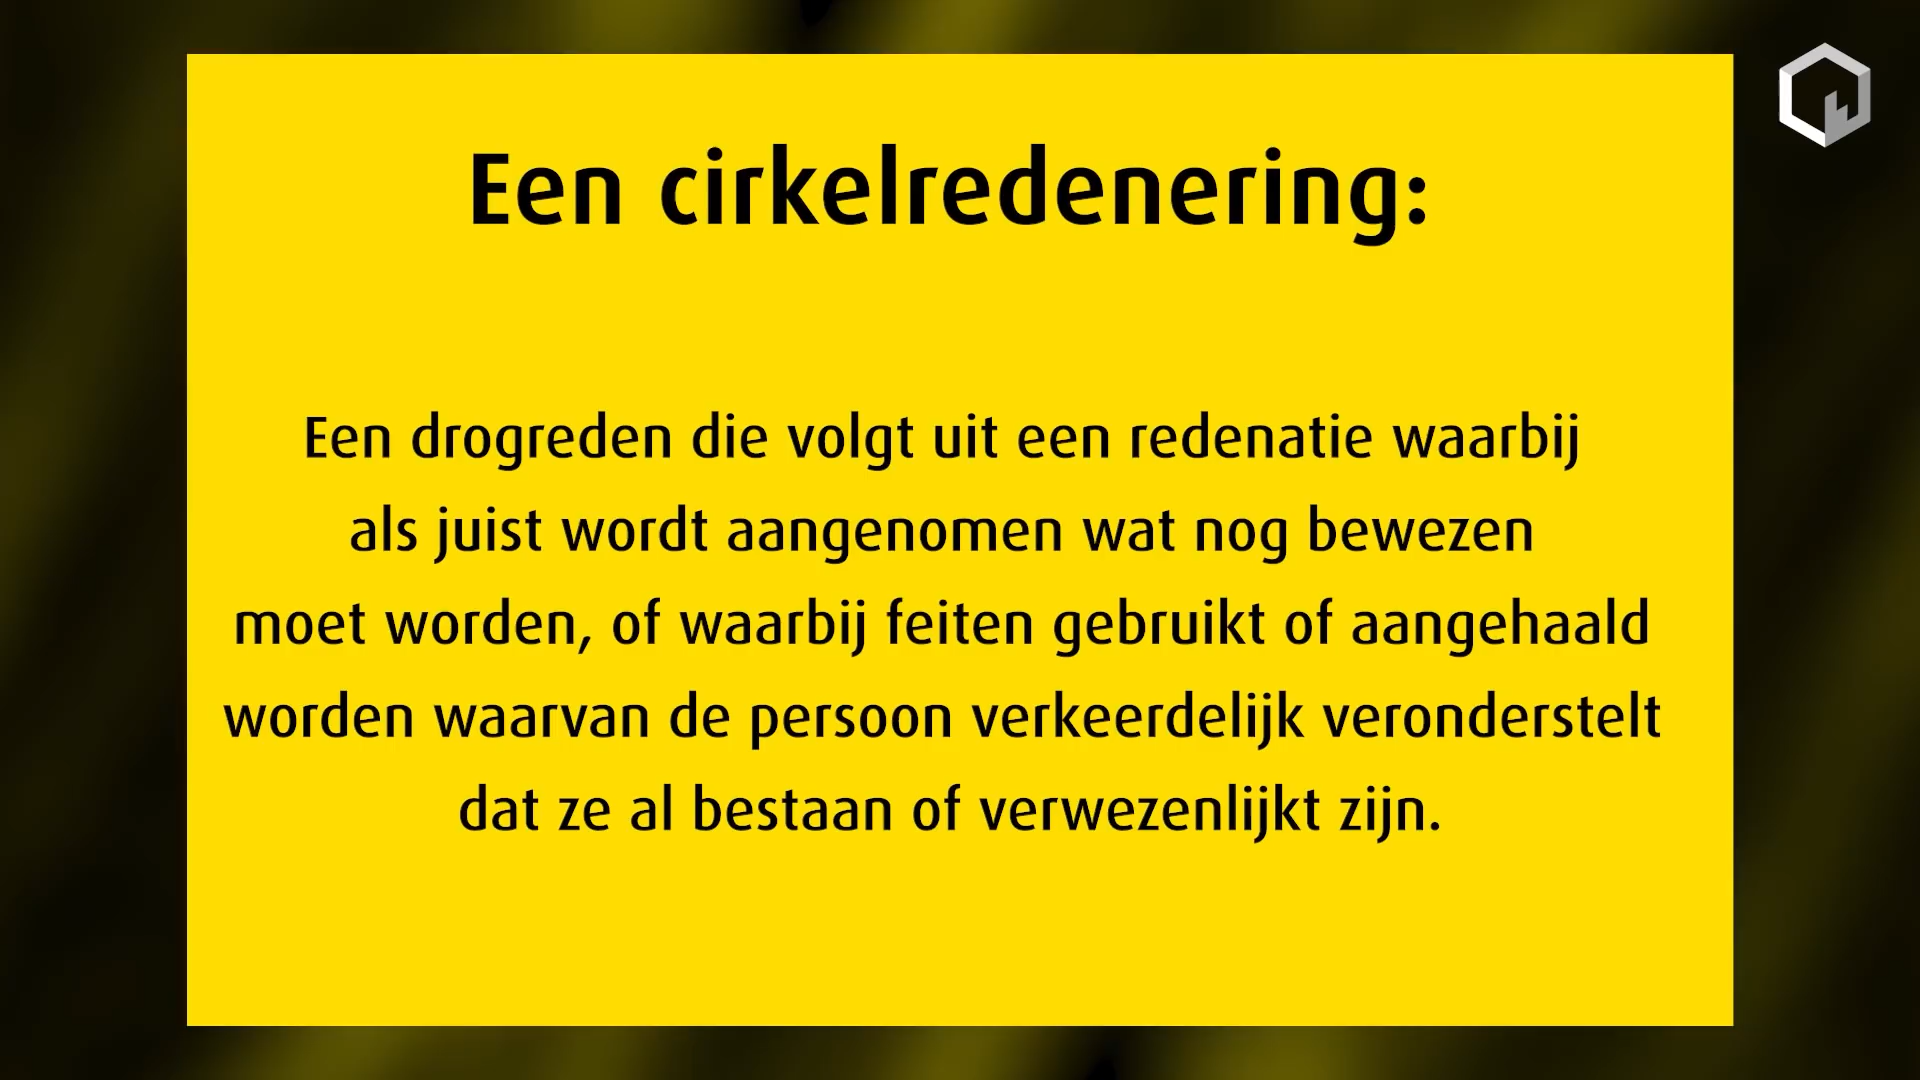 Een cirkelredenering:
Een drogreden die volgt uit een redenatie waarbij
als juist wordt aangenomen wat nog bewezen
moet worden, of waarbij feiten gebruikt of aangehaald
worden waarvan de persoon verkeerdelijk veronderstelt
dat ze al bestaan of verwezenlijkt zijn.